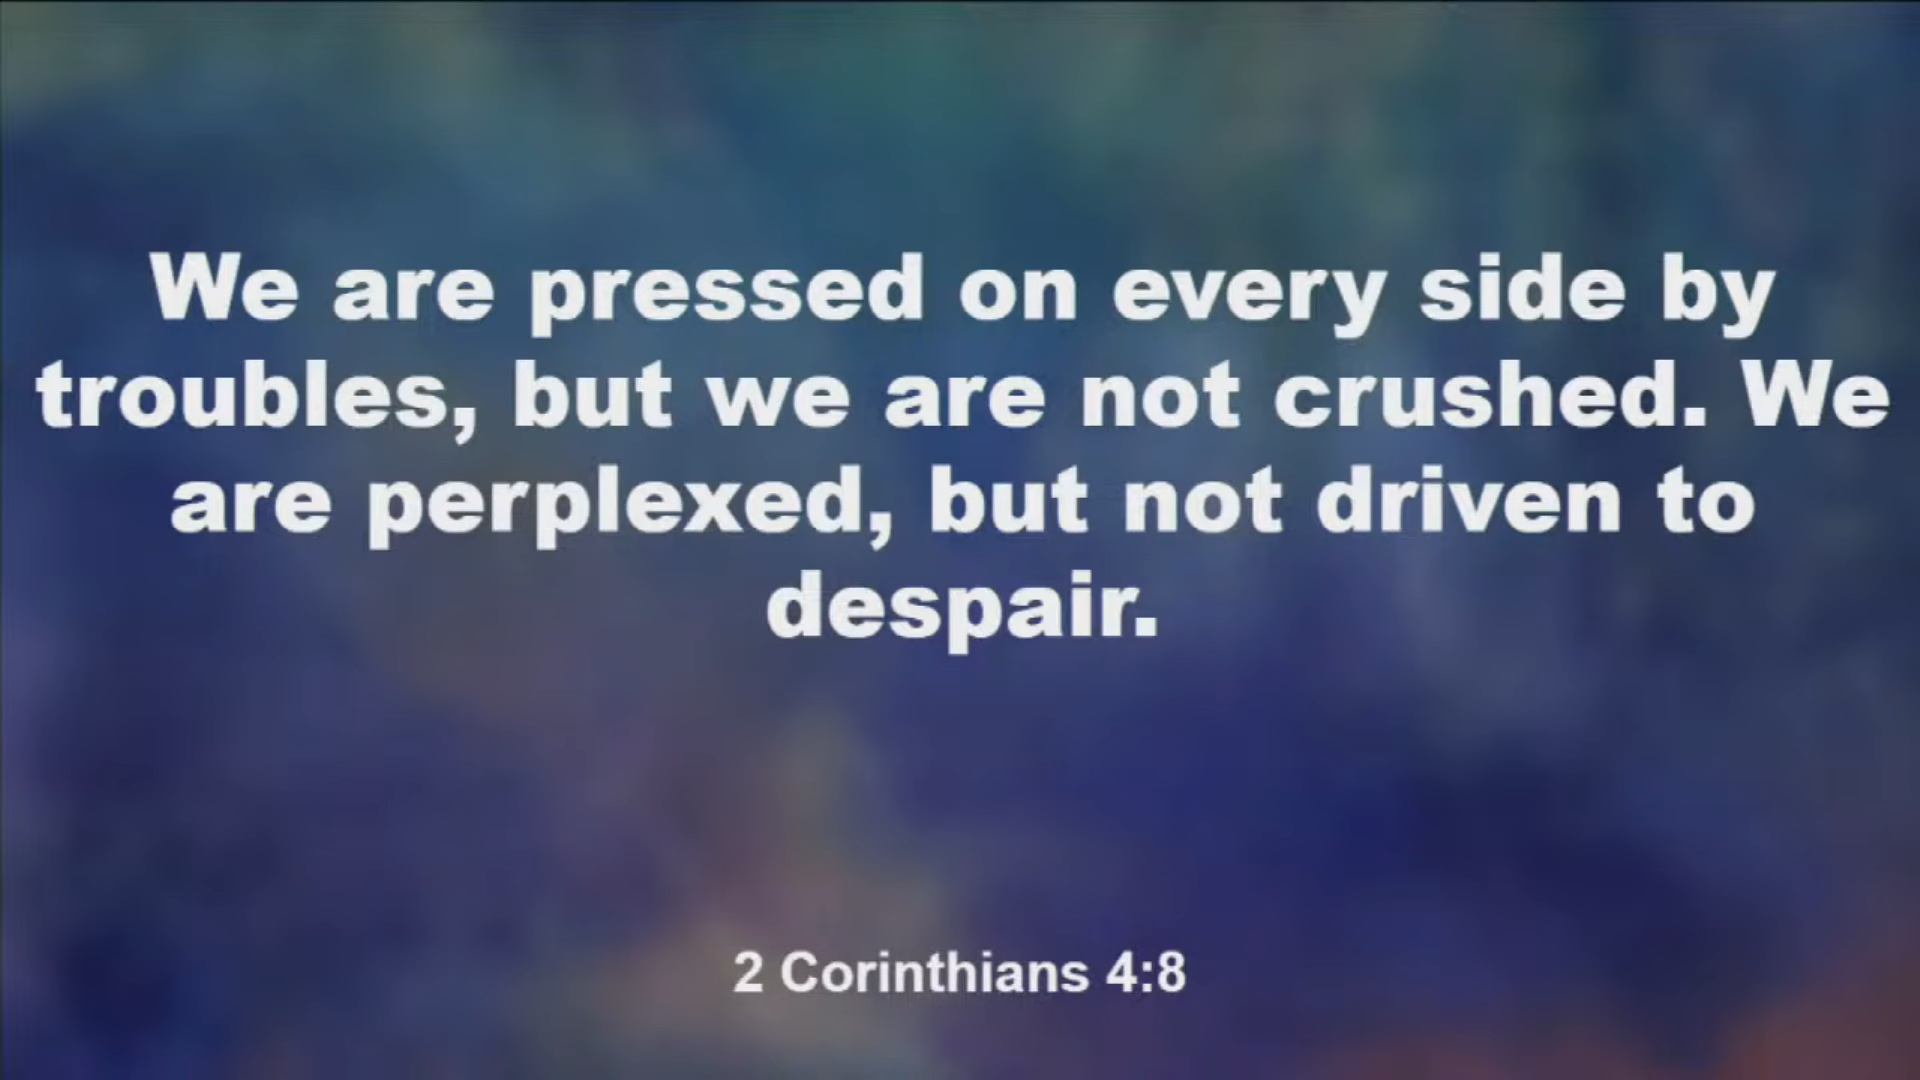 We are pressed on every side by
troubles, but we are not crushed. We
are perplexed, but not driven to
despair.
2 Corinthians 4:8